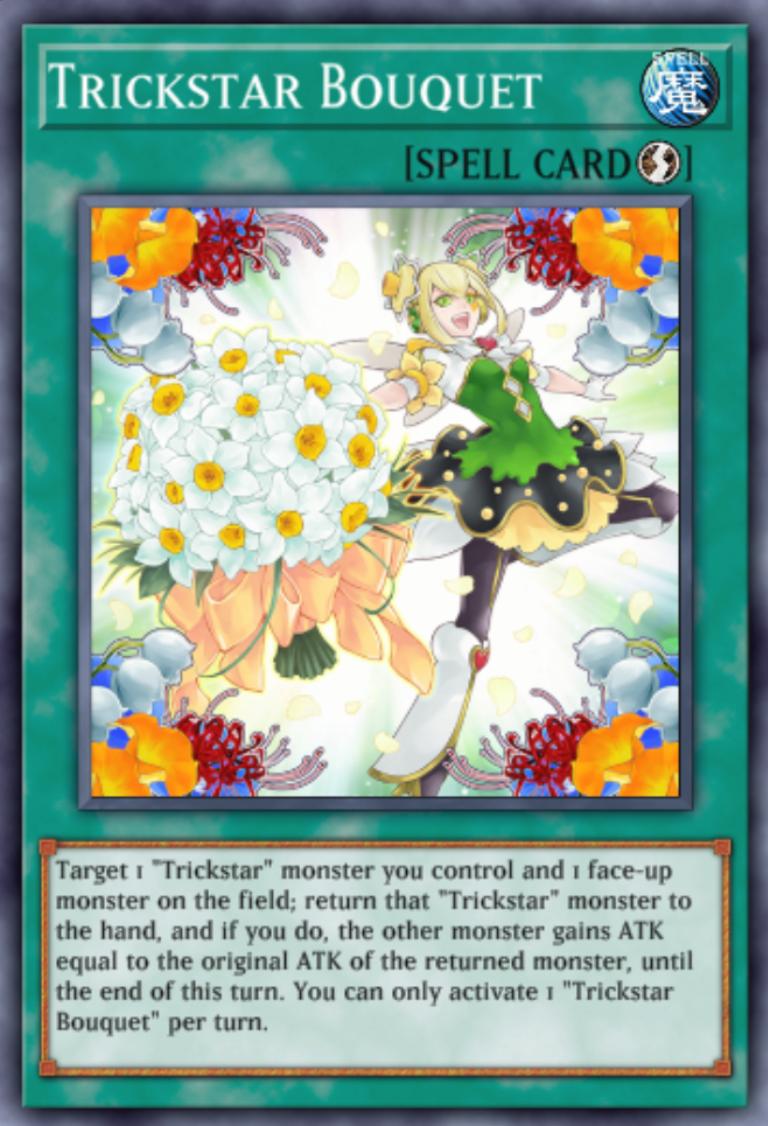 TRICKSTAR BOUQUET
SPELL
魔
[SPELL CARD]
Target 1 "Trickstar" monster you control and 1 face-up
monster on the field; return that "Trickstar" monster to
the hand, and if you do, the other monster gains ATK
equal to the original ATK of the returned monster, until
the end of this turn. You can only activate 1 "Trickstar
Bouquet" per turn.